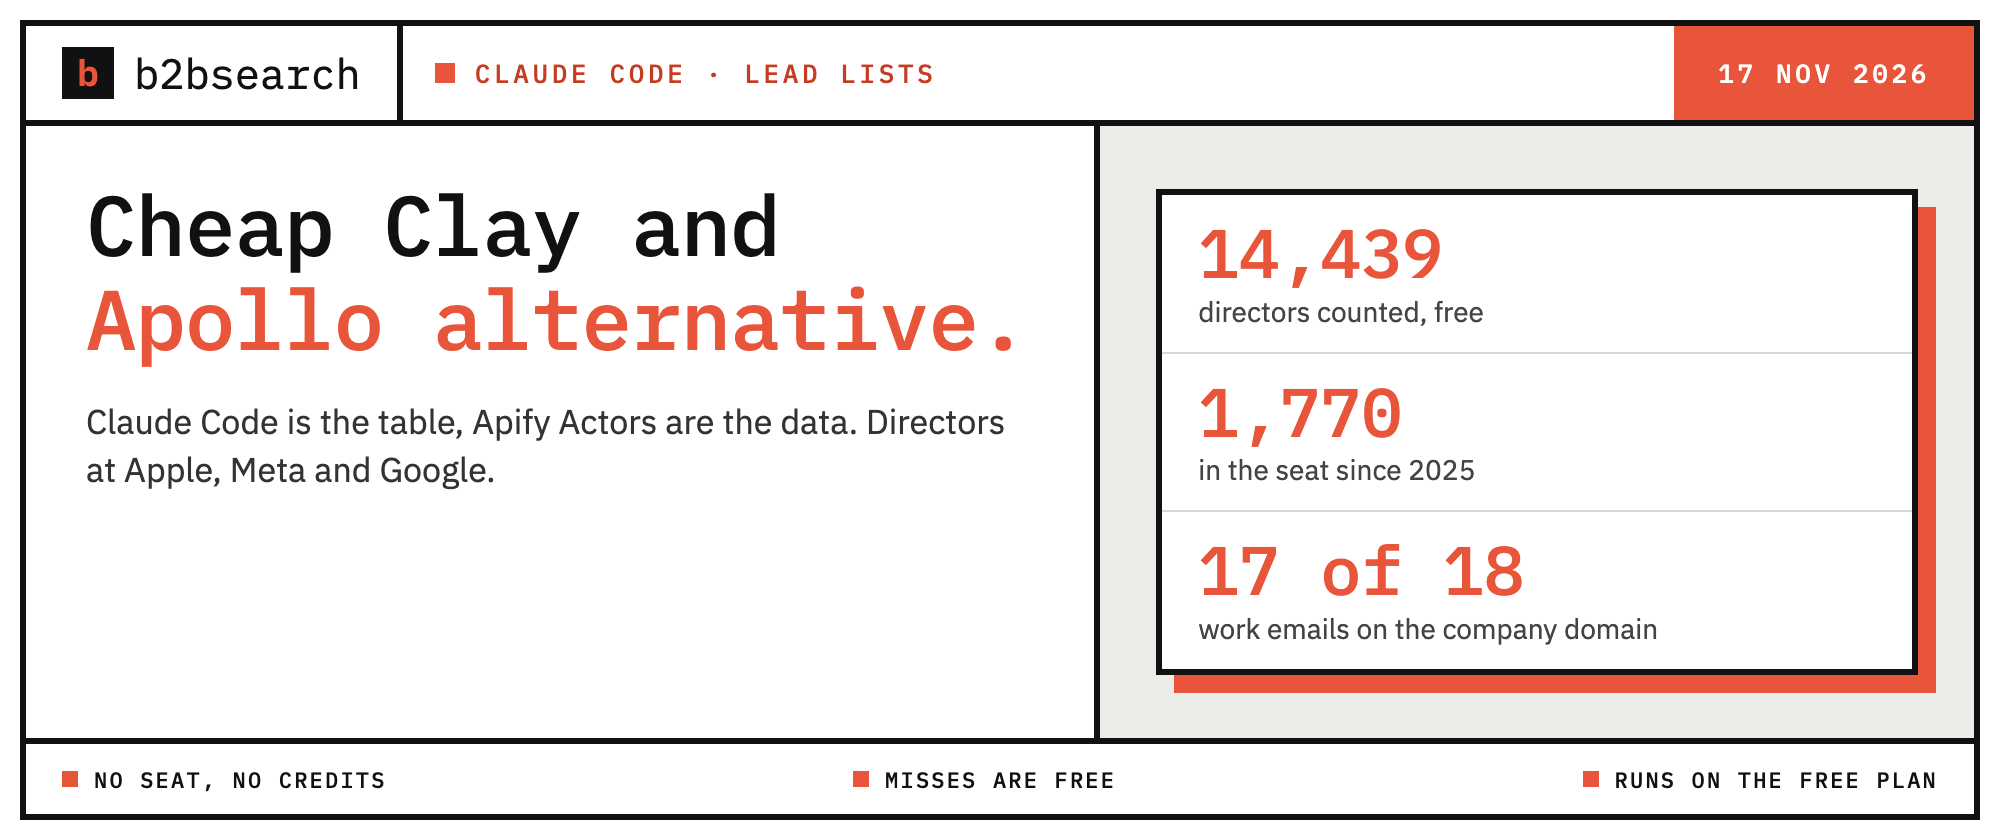 b b2bsearch
CLAUDE CODE · LEAD LISTS
17 NOV 2026
Cheap Clay and
Apollo alternative.
Claude Code is the table, Apify Actors are the data. Directors
at Apple, Meta and Google.
14,439
directors counted, free
1,770
in the seat since 2025
17 of 18
work emails on the company domain
NO SEAT, NO CREDITS
MISSES ARE FREE
RUNS ON THE FREE PLAN